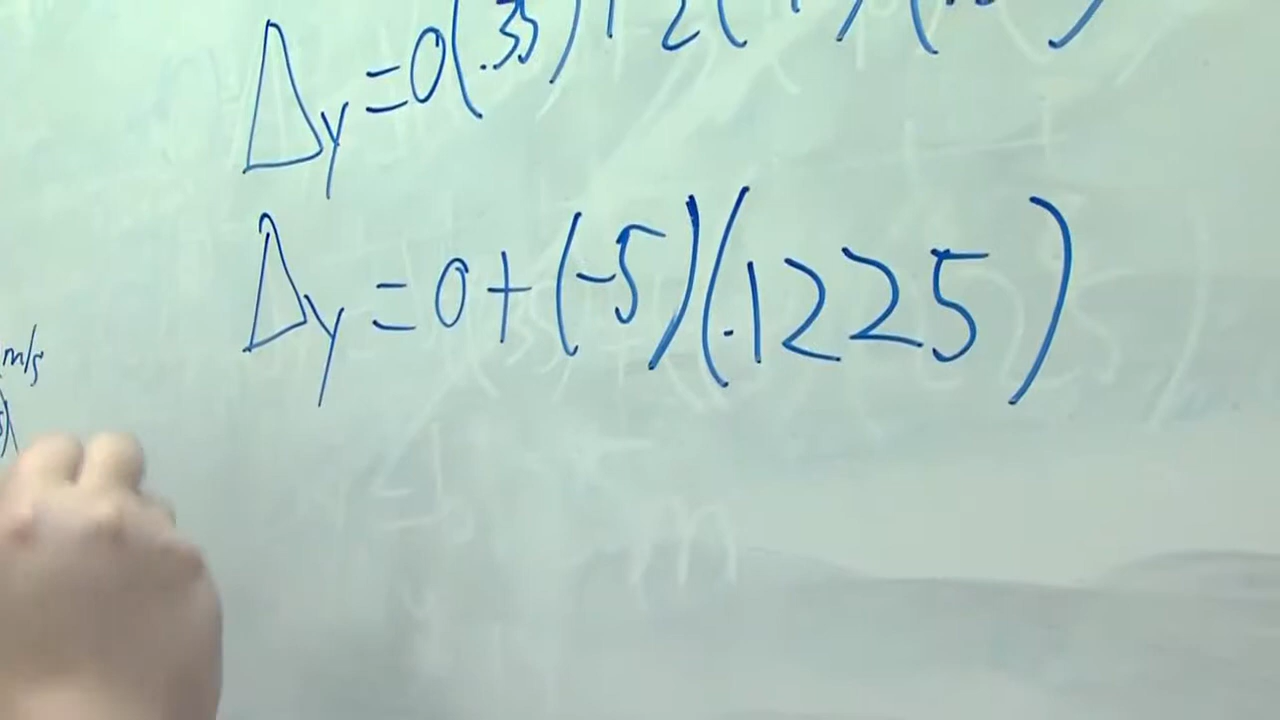 Δy = 0(.35)
Δy = 0 + (-5)(.1225)
m/s